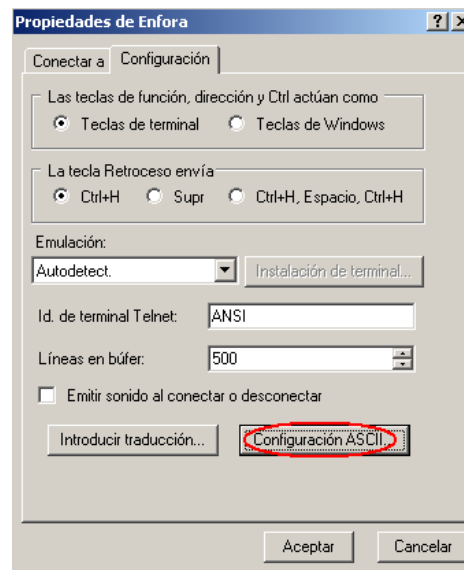 Propiedades de Enfora
Conectar a Configuración
Las teclas de función, dirección y Ctrl actúan como
Teclas de terminal Teclas de Windows
La tecla Retroceso envía
Ctrl+H Supr Ctrl+H, Espacio, Ctrl+H
Emulación:
Autodetect. Instalación de terminal...
Id. de terminal Telnet: ANSI
Líneas en búfer: 500
Emitir sonido al conectar o desconectar
Introducir traducción... Configuración ASCII...
Aceptar Cancelar